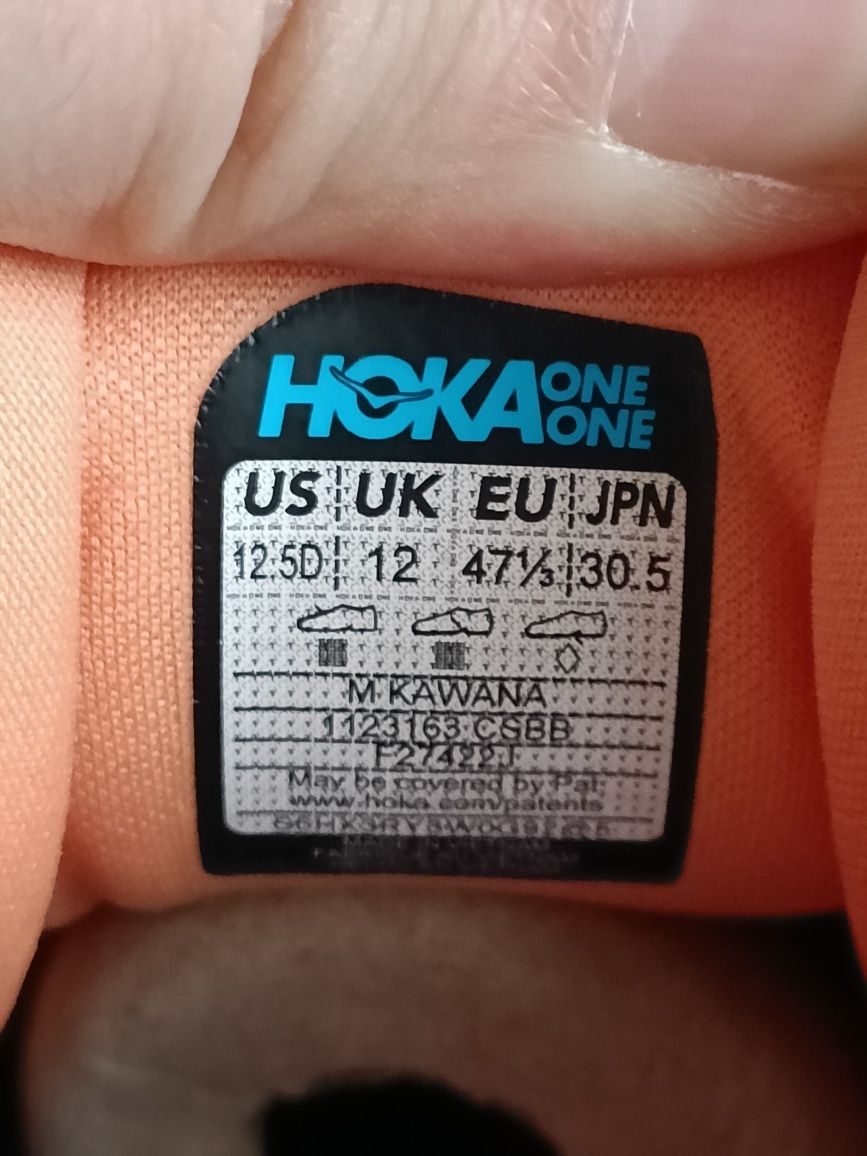 HOKA ONE ONE
US UK EU JPN
12.5D 12 47⅓ 30.5
M KAWANA
1123163 CSBB
F27422J
May be covered by Pat:
www.hoka.com/patents